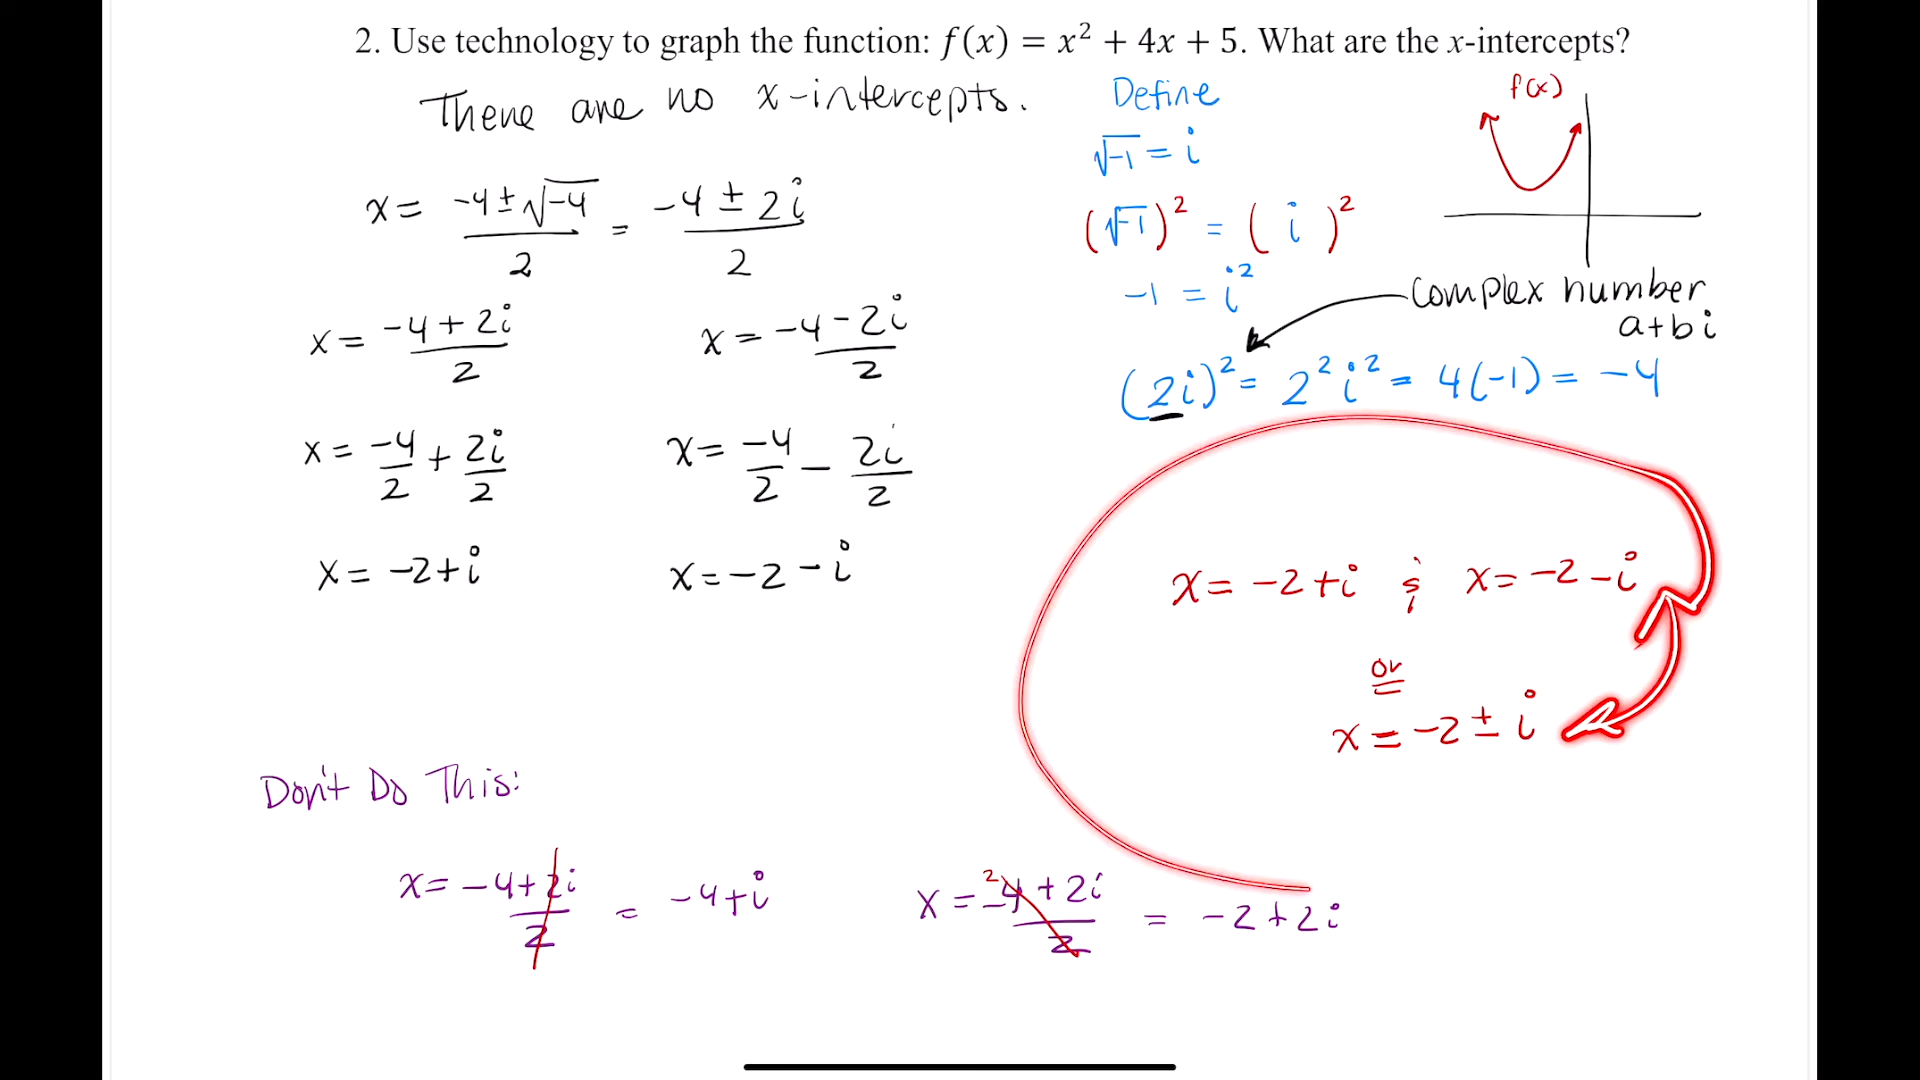 2. Use technology to graph the function: f(x) = x² + 4x + 5. What are the x-intercepts?
There are no x-intercepts.
x = (-4 ± √-4)/2 = (-4 ± 2i)/2
x = (-4 + 2i)/2    x = (-4 - 2i)/2
x = -4/2 + 2i/2    x = -4/2 - 2i/2
x = -2 + i    x = -2 - i
Define
√-1 = i
(√-1)² = (i)²
-1 = i²
f(x)
complex number
a+bi
(2i)² = 2²i² = 4(-1) = -4
x = -2 + i & x = -2 - i
or
x = -2 ± i
Don't Do This:
x = (-4 + 2i)/2 = -4 + i    x = 2 (-4 + 2i)/2 = -2 + 2i